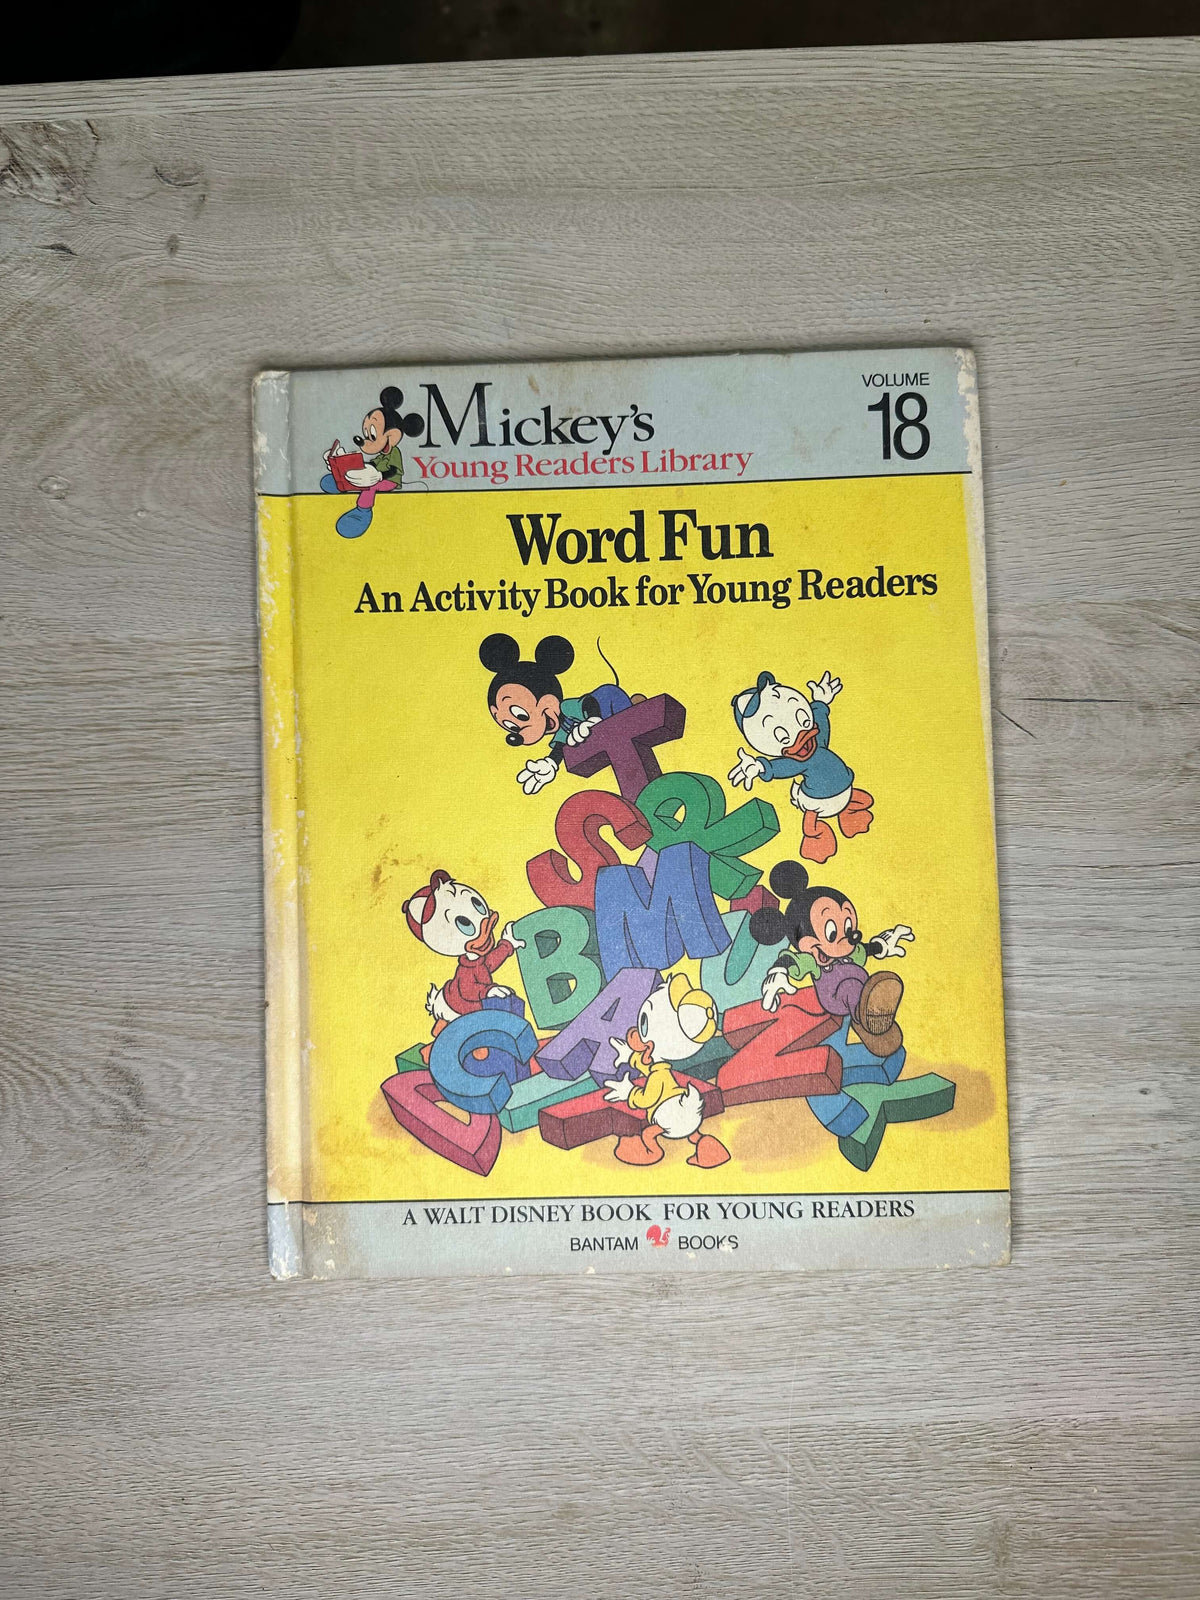 Mickey's
Young Readers Library
VOLUME
18
Word Fun
An Activity Book for Young Readers
T
R
S
M
B
U
A
G
N
A WALT DISNEY BOOK FOR YOUNG READERS
BANTAM BOOKS